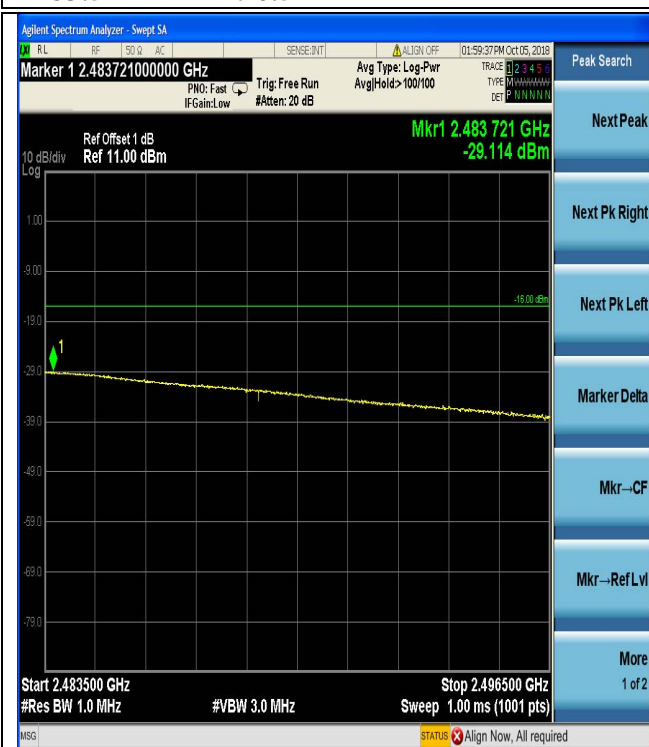 Agilent Spectrum Analyzer - Swept SA
RL RF 50 Ω AC SENSE:INT ALIGN OFF 01:59:37 PM Oct 05, 2018
Marker 1 2.483721000000 GHz
PNO: Fast
IFGain:Low
Trig: Free Run
#Atten: 20 dB
Avg Type: Log-Pwr
Avg|Hold:>100/100
TRACE 1 2 3 4 5 6
TYPE MWWWWW
DET P N N N N N
Peak Search
Ref Offset 1 dB
10 dB/div Ref 11.00 dBm
Log
Mkr1 2.483 721 GHz
-29.114 dBm
1.00
-9.00
-16.00 dBm
-19.0
1
-29.0
-39.0
-49.0
-59.0
-69.0
-79.0
Start 2.483500 GHz Stop 2.496500 GHz
#Res BW 1.0 MHz #VBW 3.0 MHz Sweep 1.00 ms (1001 pts)
Next Peak
Next Pk Right
Next Pk Left
Marker Delta
Mkr→CF
Mkr→Ref Lvl
More
1 of 2
MSG STATUS Align Now, All required